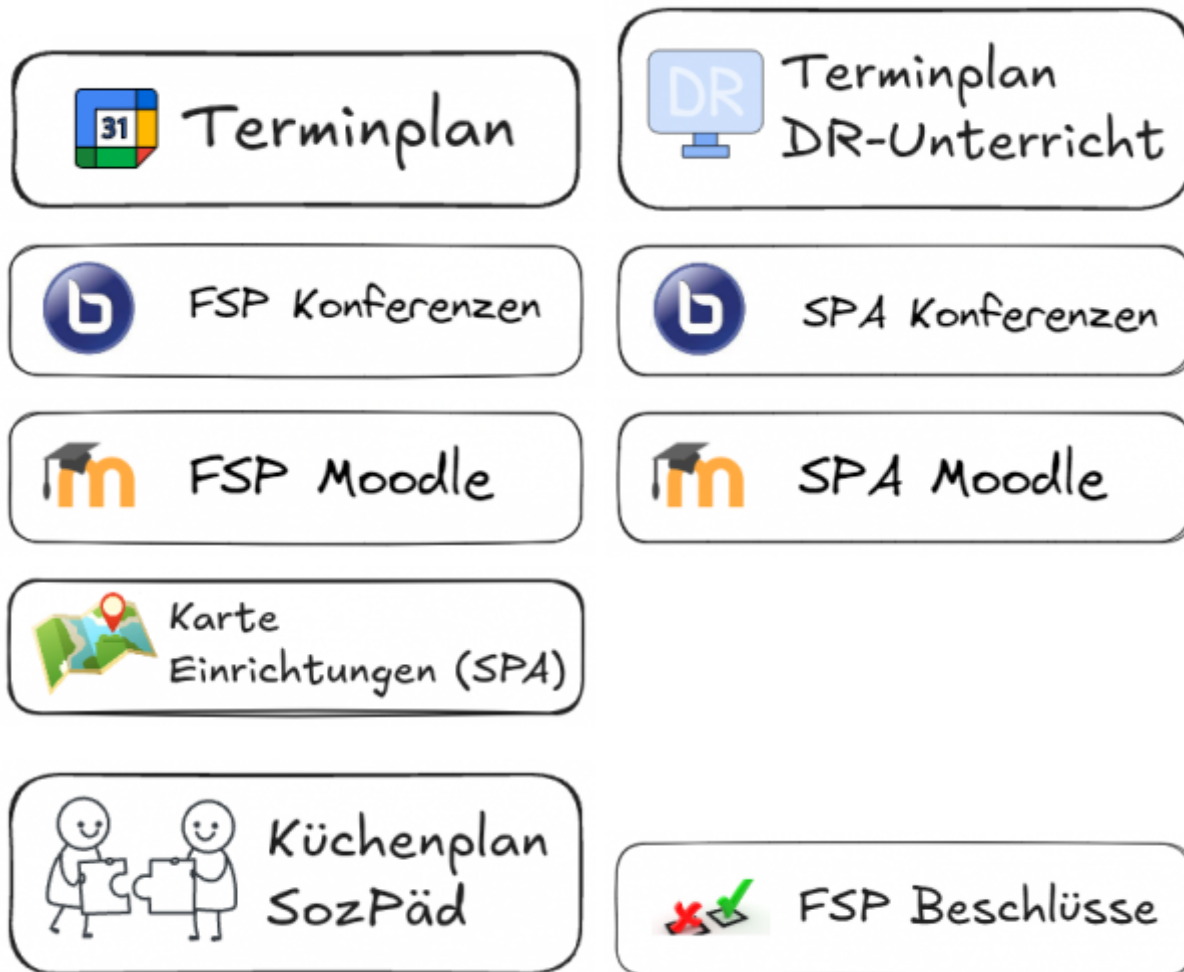 31
Terminplan
DR
Terminplan
DR-Unterricht
b
FSP Konferenzen
b
SPA Konferenzen
m
FSP Moodle
m
SPA Moodle
Karte
Einrichtungen (SPA)
Küchenplan
SozPäd
FSP Beschlüsse